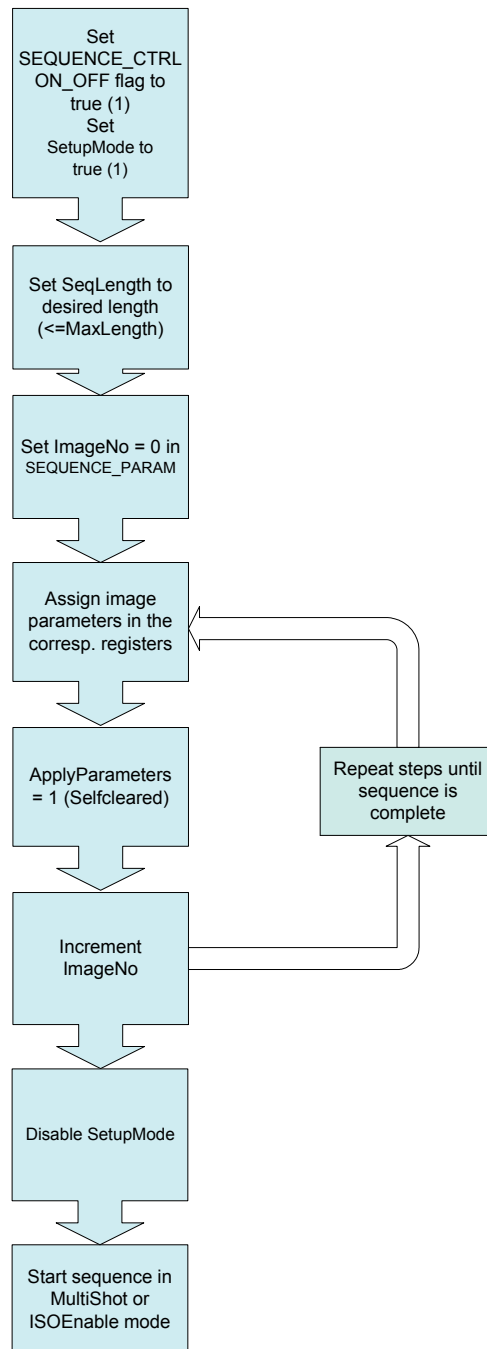 Set
SEQUENCE_CTRL
ON_OFF flag to
true (1)
Set
SetupMode to
true (1)
Set SeqLength to
desired length
(<=MaxLength)
Set ImageNo = 0 in
SEQUENCE_PARAM
Assign image
parameters in the
corresp. registers
ApplyParameters
= 1 (Selfcleared)
Repeat steps until
sequence is
complete
Increment
ImageNo
Disable SetupMode
Start sequence in
MultiShot or
ISOEnable mode